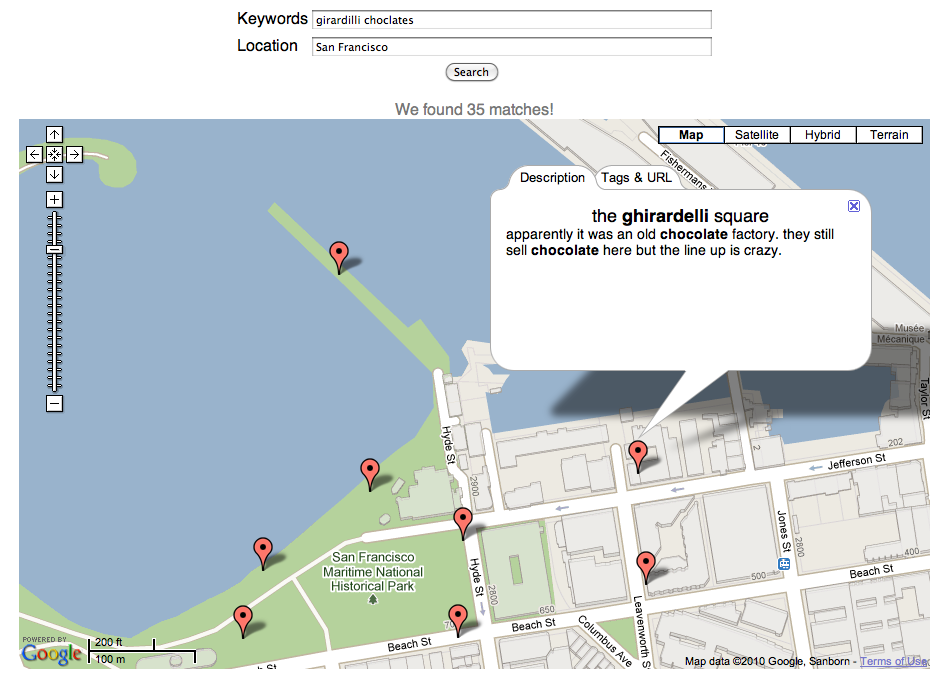 Keywords girardilli choclates
Location San Francisco
Search
We found 35 matches!
Map Satellite Hybrid Terrain
Fishermans
Description Tags & URL
the ghirardelli square
apparently it was an old chocolate factory. they still
sell chocolate here but the line up is crazy.
Musée
Mécanique
Taylor St
Hyde St
2900
2
202
Jefferson St
Jones St
2800
400
San Francisco
Maritime National
Historical Park
Hyde St
2800
500
Beach St
650
Beach St
Columbus Ave
Leavenworth S
Beach St
POWERED BY
Google
200 ft
100 m
Map data ©2010 Google, Sanborn - Terms of Use